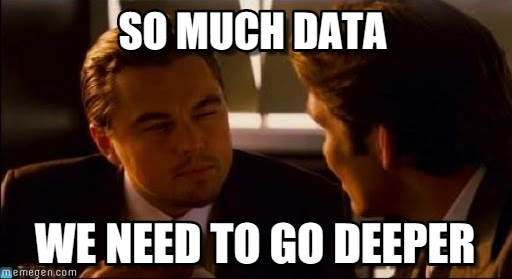 SO MUCH DATA
WE NEED TO GO DEEPER
memegen.com